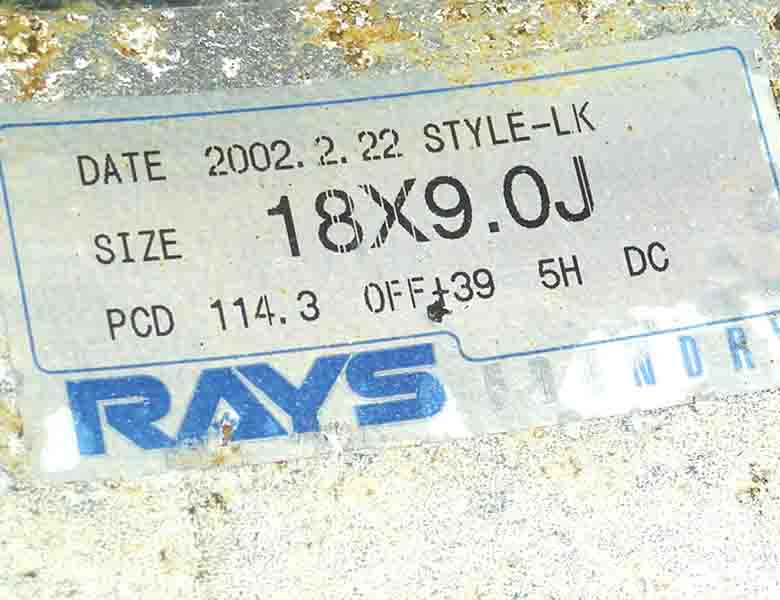 DATE 2002.2.22 STYLE-LK
SIZE 18X9.0J
PCD 114.3 OFF+39 5H DC
RAYS